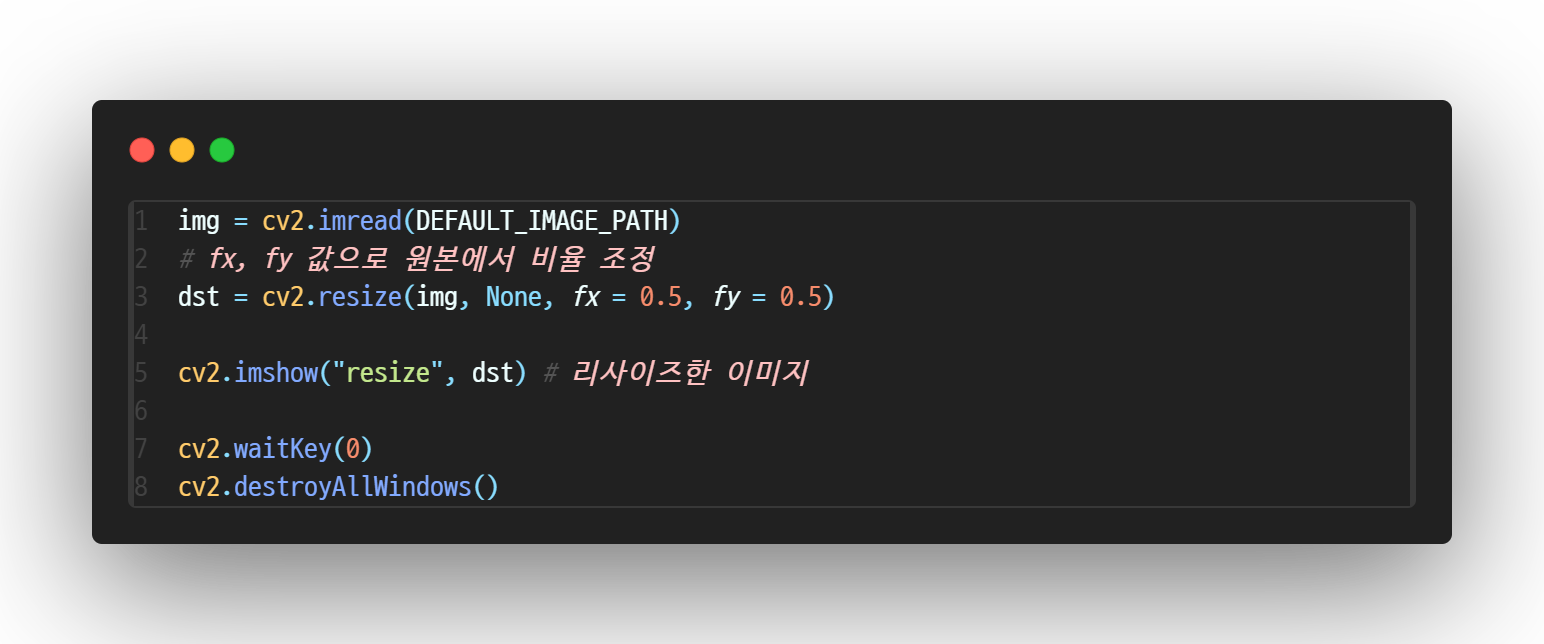 1 img = cv2.imread(DEFAULT_IMAGE_PATH)
2 # fx, fy 값으로 원본에서 비율 조정
3 dst = cv2.resize(img, None, fx = 0.5, fy = 0.5)
4
5 cv2.imshow("resize", dst) # 리사이즈한 이미지
6
7 cv2.waitKey(0)
8 cv2.destroyAllWindows()